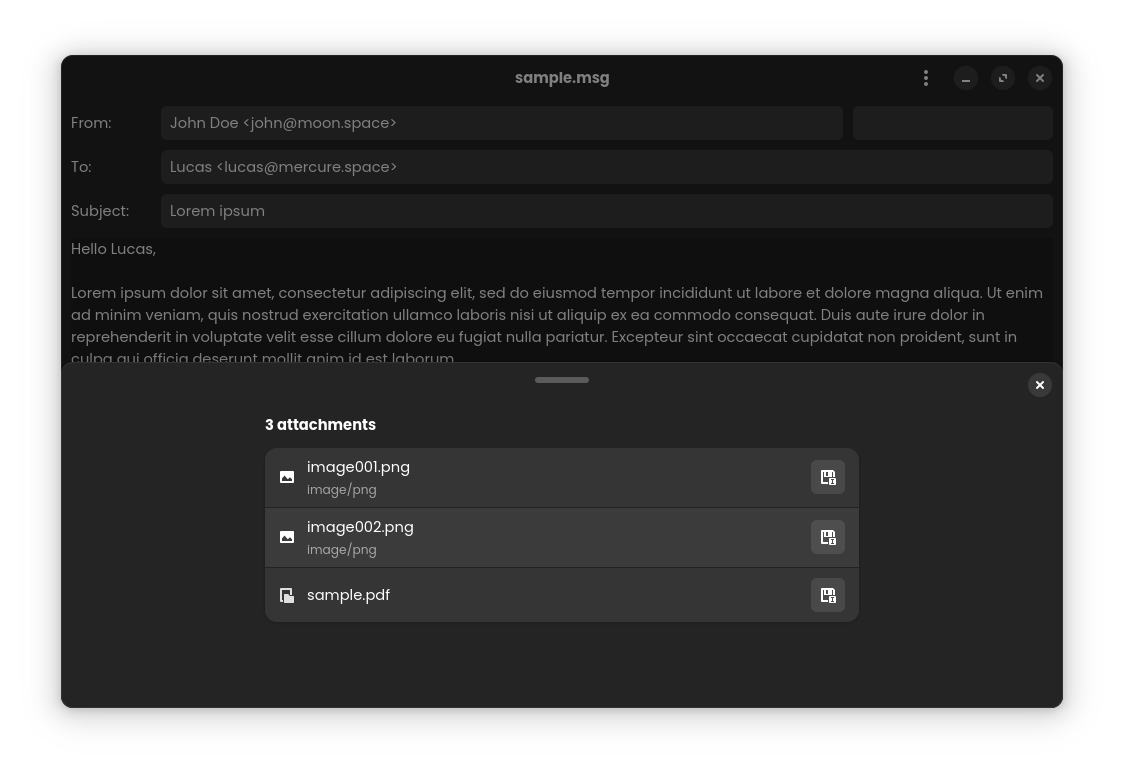 sample.msg
From:
John Doe <john@moon.space>
To:
Lucas <lucas@mercure.space>
Subject:
Lorem ipsum
Hello Lucas,
Lorem ipsum dolor sit amet, consectetur adipiscing elit, sed do eiusmod tempor incididunt ut labore et dolore magna aliqua. Ut enim
ad minim veniam, quis nostrud exercitation ullamco laboris nisi ut aliquip ex ea commodo consequat. Duis aute irure dolor in
reprehenderit in voluptate velit esse cillum dolore eu fugiat nulla pariatur. Excepteur sint occaecat cupidatat non proident, sunt in
culpa qui officia deserunt mollit anim id est laborum.
3 attachments
image001.png
image/png
image002.png
image/png
sample.pdf